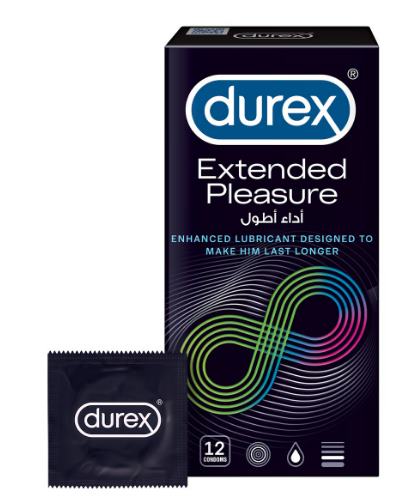 durex®
Extended
Pleasure
أداء أطول
ENHANCED LUBRICANT DESIGNED TO
MAKE HIM LAST LONGER
12
CONDOMS
durex